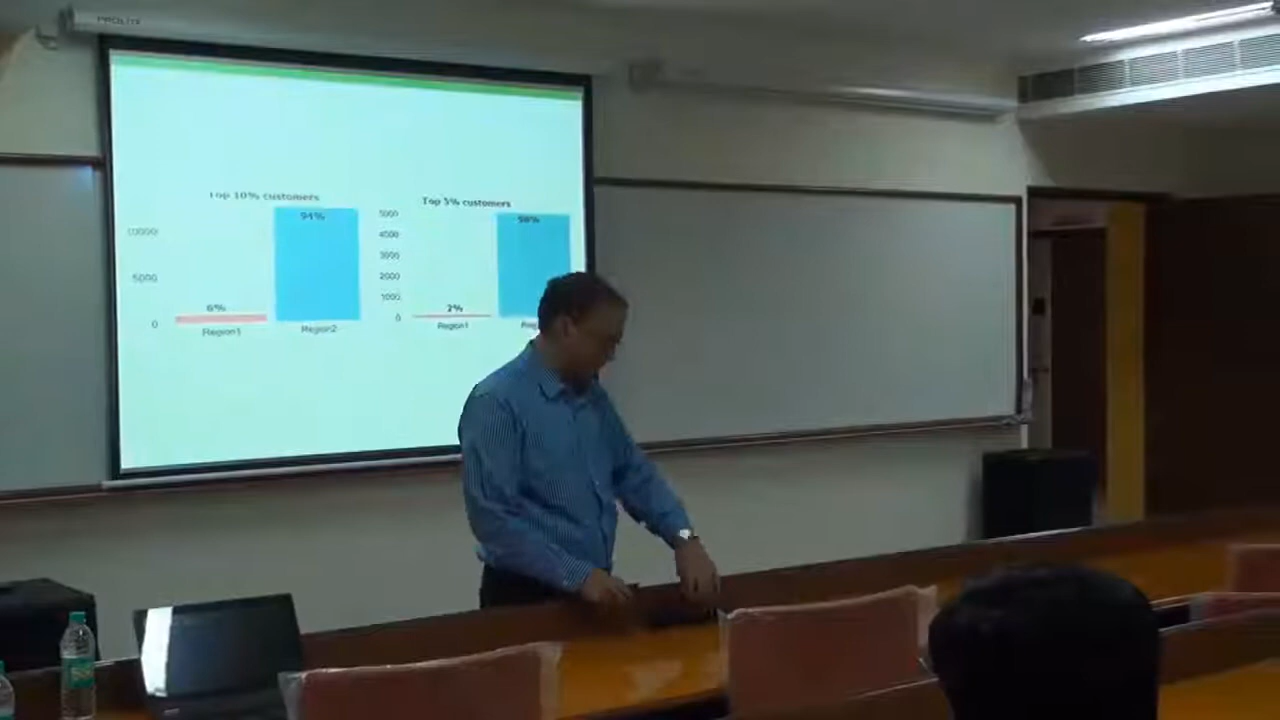 PROLITE
Top 10% customers
10000
5000
0
6%
94%
Region1
Region2
Top 5% customers
5000
4000
3000
2000
1000
0
2%
98%
Region1